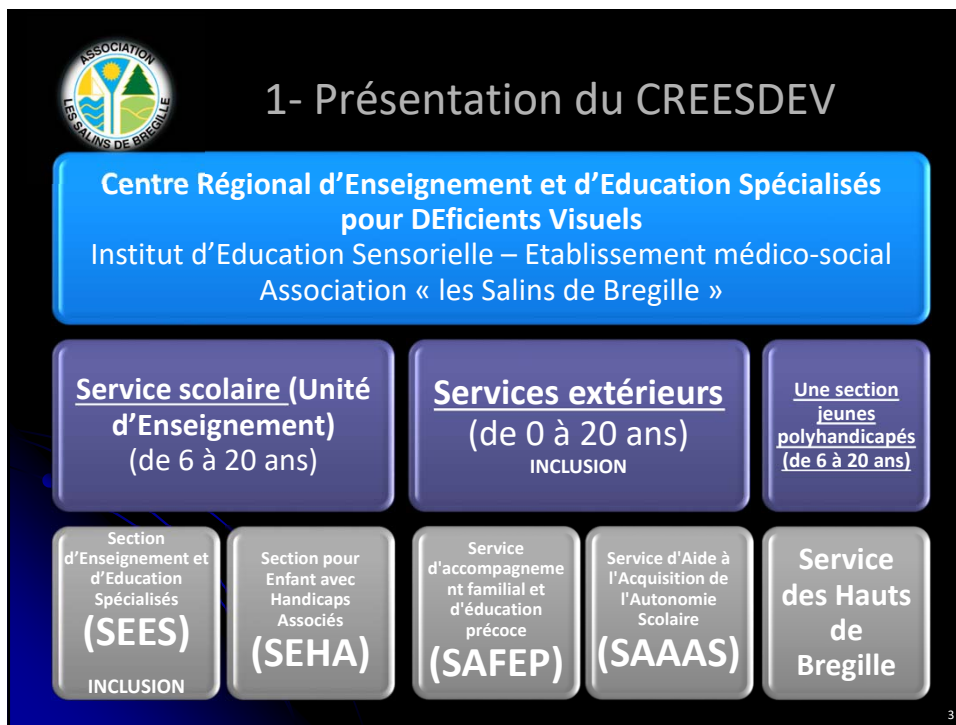 ASSOCIATION
LES SALINS DE BREGILLE
1- Présentation du CREESDEV
Centre Régional d’Enseignement et d’Education Spécialisés
pour DEficients Visuels
Institut d’Education Sensorielle – Etablissement médico-social
Association « les Salins de Bregille »
Service scolaire (Unité
d’Enseignement)
(de 6 à 20 ans)
Services extérieurs
(de 0 à 20 ans)
INCLUSION
Une section
jeunes
polyhandicapés
(de 6 à 20 ans)
Section
d’Enseignement et
d’Education
Spécialisés
(SEES)
INCLUSION
Section pour
Enfant avec
Handicaps
Associés
(SEHA)
Service
d'accompagneme
nt familial et
d'éducation
précoce
(SAFEP)
Service d'Aide à
l'Acquisition de
l'Autonomie
Scolaire
(SAAAS)
Service
des Hauts
de
Bregille
3